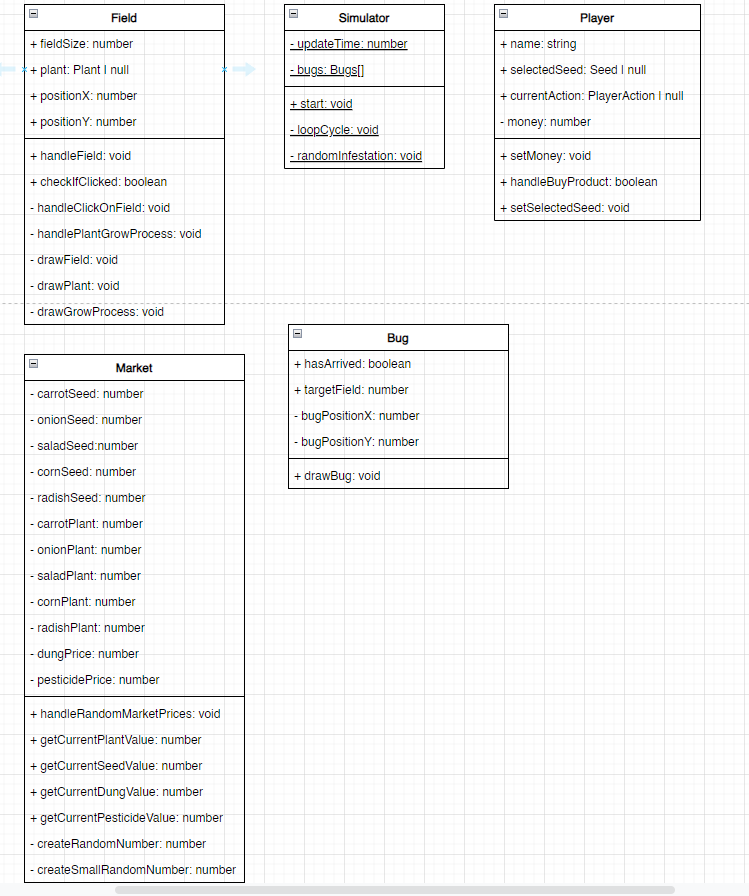 Field
+ fieldSize: number
+ plant: Plant | null
+ positionX: number
+ positionY: number
+ handleField: void
+ checkIfClicked: boolean
- handleClickOnField: void
- handlePlantGrowProcess: void
- drawField: void
- drawPlant: void
- drawGrowProcess: void
Simulator
- updateTime: number
- bugs: Bugs[]
+ start: void
- loopCycle: void
- randomInfestation: void
Player
+ name: string
+ selectedSeed: Seed | null
+ currentAction: PlayerAction | null
- money: number
+ setMoney: void
+ handleBuyProduct: boolean
+ setSelectedSeed: void
Market
- carrotSeed: number
- onionSeed: number
- saladSeed:number
- cornSeed: number
- radishSeed: number
- carrotPlant: number
- onionPlant: number
- saladPlant: number
- cornPlant: number
- radishPlant: number
- dungPrice: number
- pesticidePrice: number
+ handleRandomMarketPrices: void
+ getCurrentPlantValue: number
+ getCurrentSeedValue: number
+ getCurrentDungValue: number
+ getCurrentPesticideValue: number
- createRandomNumber: number
- createSmallRandomNumber: number
Bug
+ hasArrived: boolean
+ targetField: number
- bugPositionX: number
- bugPositionY: number
+ drawBug: void